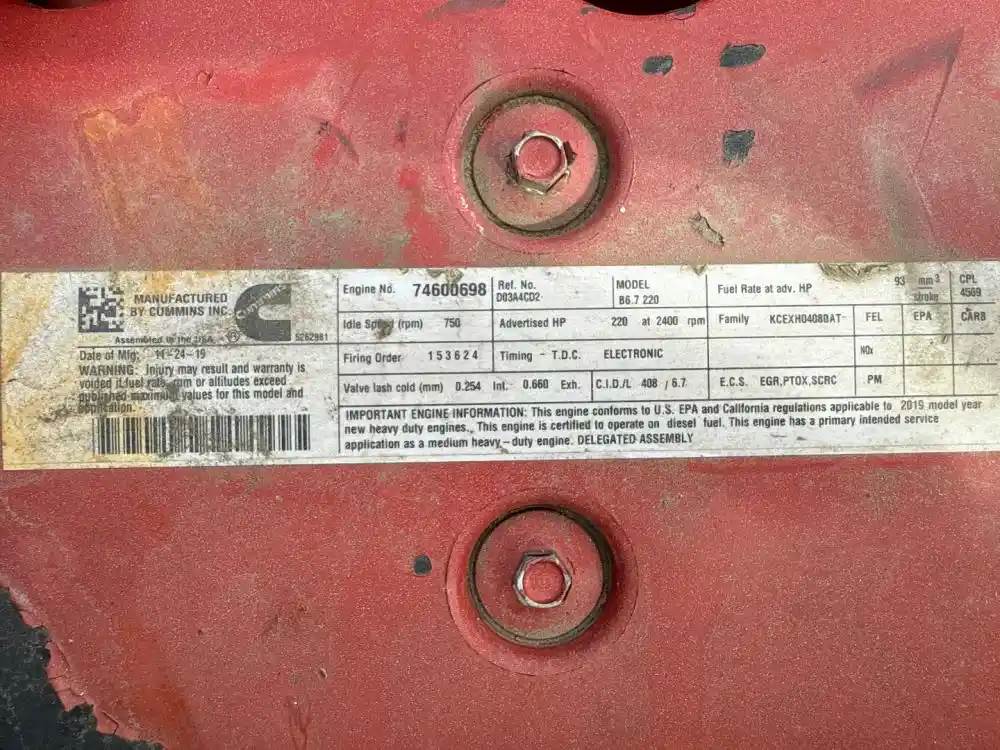 MANUFACTURED
BY CUMMINS INC.
Cummins
®
Assembled in the USA
5262981
Date of Mfg. 11-24-19
WARNING: Injury may result and warranty is
voided if fuel rate, rpm or altitudes exceed
published maximum values for this model and
application.
Engine No. 74600698
Ref. No.
D03A4CD2
MODEL
B6.7 220
Fuel Rate at adv. HP 93 mm3
stroke
CPL
4509
Idle Speed (rpm) 750
Advertised HP 220 at 2400 rpm
Family KCEXH0408DAT-
FEL
EPA
CARB
Firing Order 153624
Timing - T.D.C. ELECTRONIC
NOx
Valve lash cold (mm) 0.254 Int. 0.660 Exh.
C.I.D./L 408 / 6.7
E.C.S. EGR,PTOX,SCRC
PM
IMPORTANT ENGINE INFORMATION: This engine conforms to U.S. EPA and California regulations applicable to 2019 model year
new heavy duty engines. This engine is certified to operate on diesel fuel. This engine has a primary intended service
application as a medium heavy-duty engine. DELEGATED ASSEMBLY